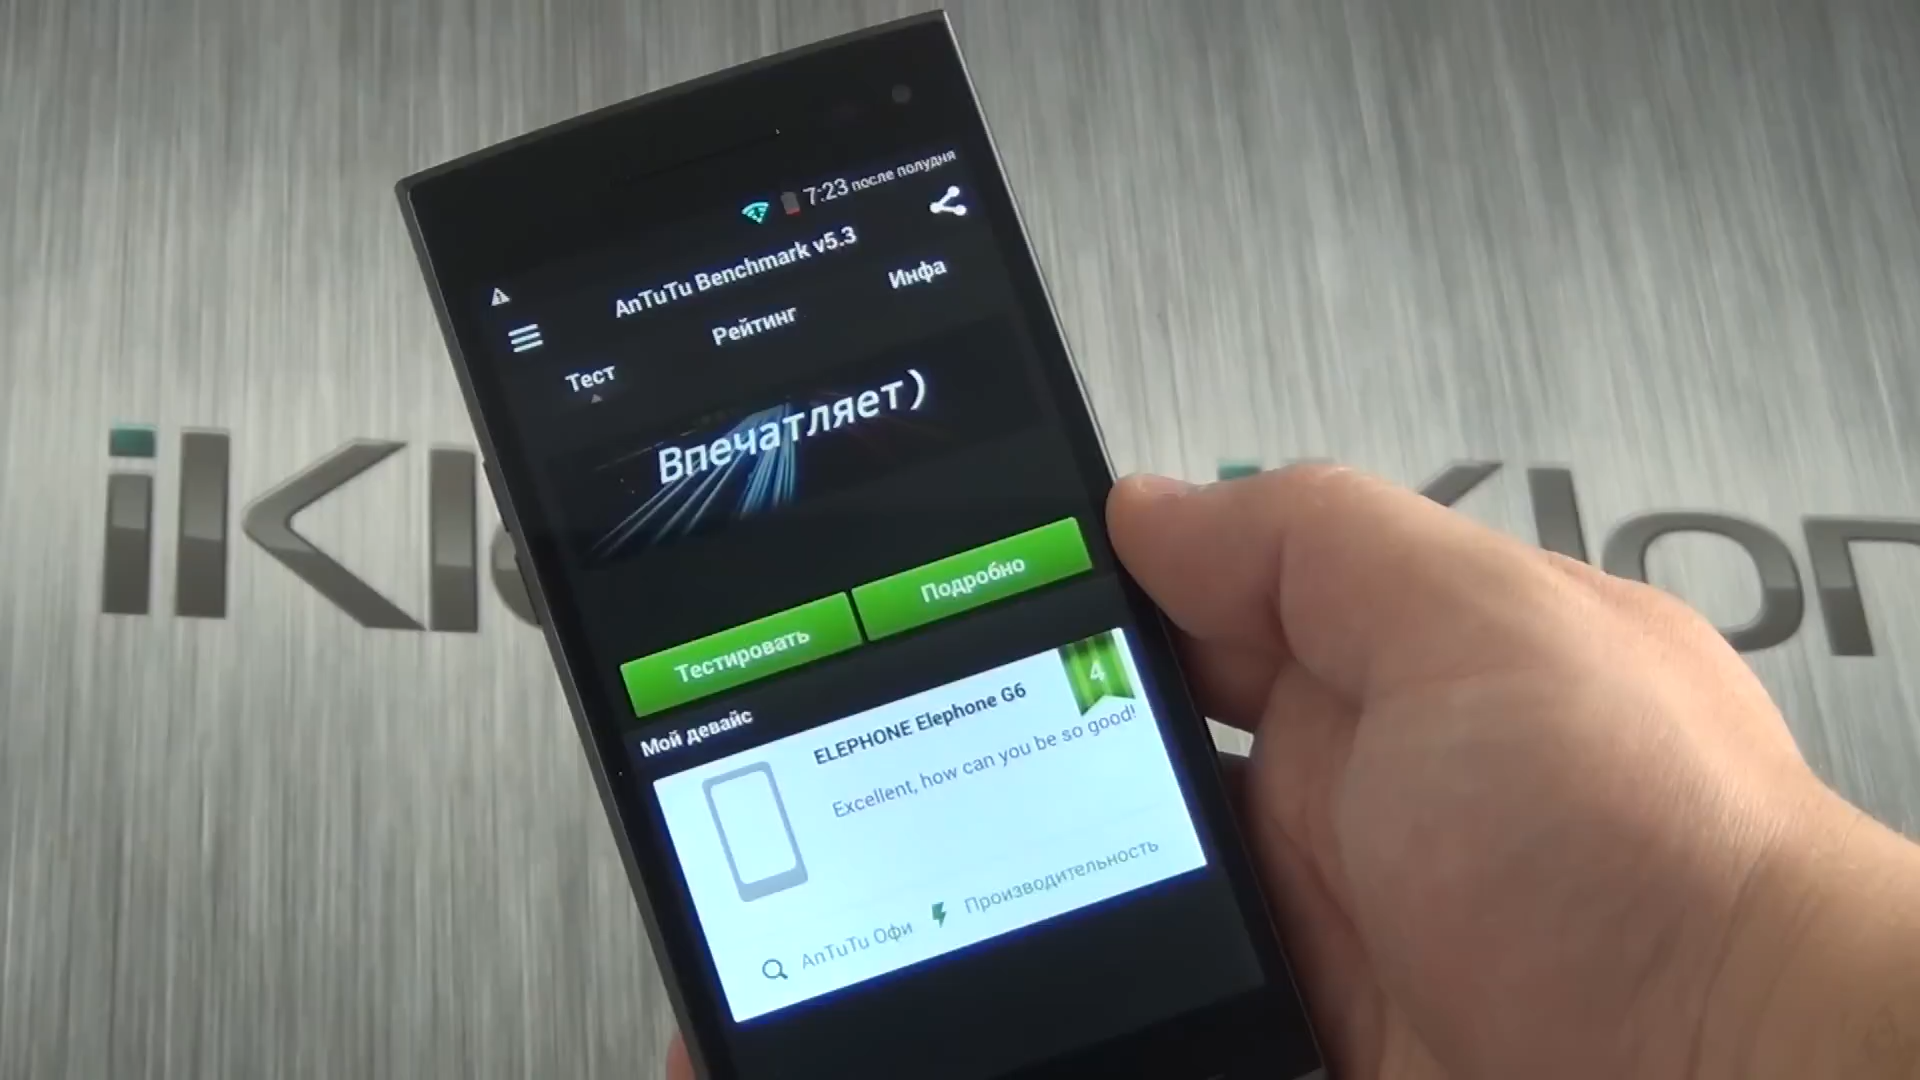 7:23 после полудня
AnTuTu Benchmark v5.3
Тест Рейтинг Инфа
Впечатляет)
Тестировать Подробно
Мой девайс
4
ELEPHONE Elephone G6
Excellent, how can you be so good!
AnTuTu Офи Производительность
iKlon